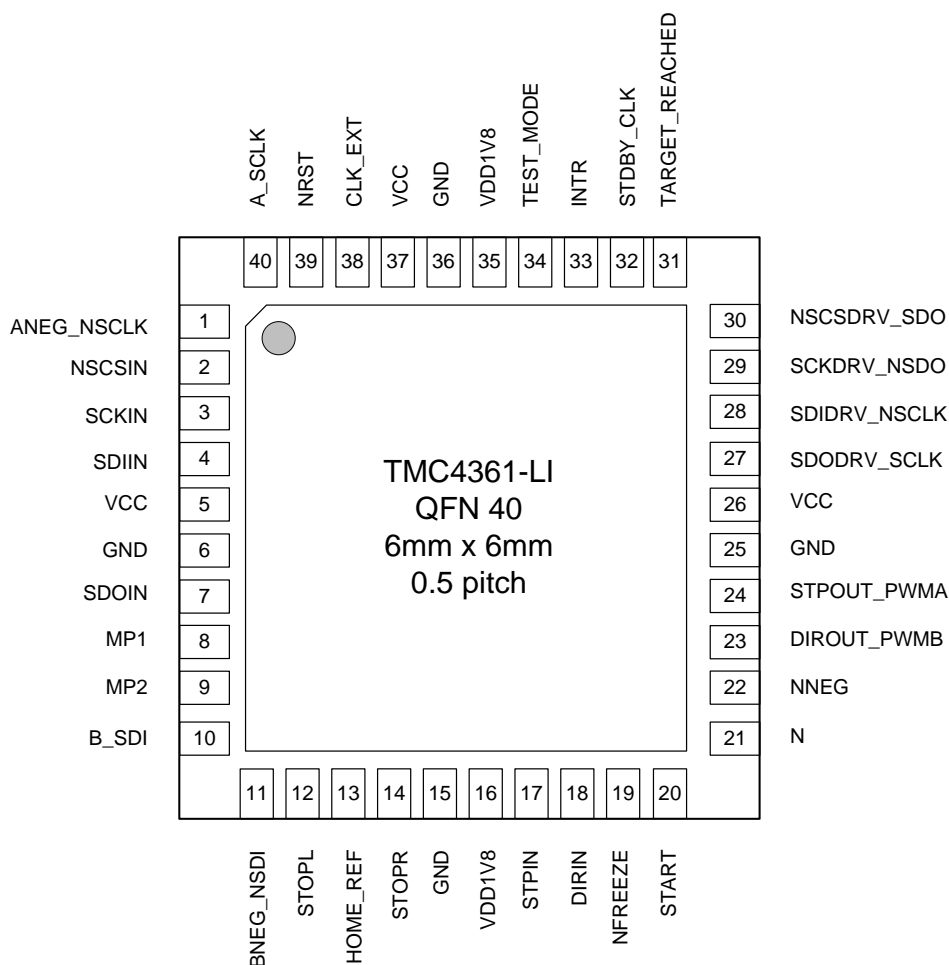 A_SCLK
NRST
CLK_EXT
VCC
GND
VDD1V8
TEST_MODE
INTR
STDBY_CLK
TARGET_REACHED
40 39 38 37 36 35 34 33 32 31
ANEG_NSCLK 1
NSCSIN 2
SCKIN 3
SDIIN 4
VCC 5
GND 6
SDOIN 7
MP1 8
MP2 9
B_SDI 10
TMC4361-LI
QFN 40
6mm x 6mm
0.5 pitch
30 NSCSDRV_SDO
29 SCKDRV_NSDO
28 SDIDRV_NSCLK
27 SDODRV_SCLK
26 VCC
25 GND
24 STPOUT_PWMA
23 DIROUT_PWMB
22 NNEG
21 N
11 12 13 14 15 16 17 18 19 20
BNEG_NSDI
STOPL
HOME_REF
STOPR
GND
VDD1V8
STPIN
DIRIN
NFREEZE
START